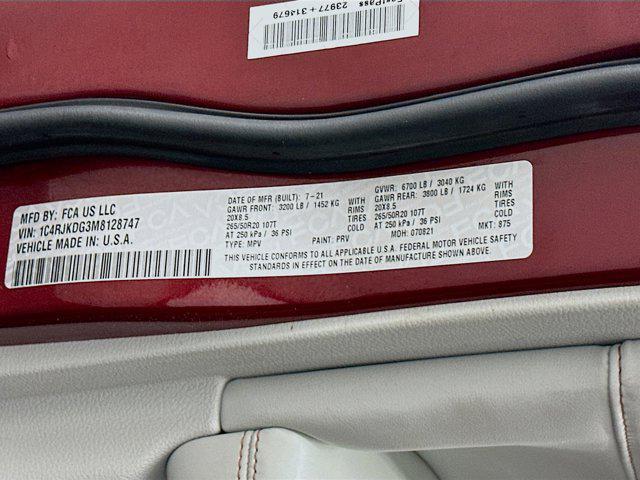 FastPass 23977+313679
MFD BY: FCA US LLC
VIN: 1C4RJKDG3M8128747
VEHICLE MADE IN: U.S.A.
DATE OF MFR (BUILT): 7-21
GAWR FRONT: 3200 LB / 1452 KG WITH
20X8.5 RIMS
265/50R20 107T TIRES
AT 250 kPa / 36 PSI COLD
TYPE: MPV PAINT: PRV
GVWR: 6700 LB / 3040 KG
GAWR REAR: 3800 LB / 1724 KG WITH
20X8.5 RIMS
265/50R20 107T TIRES
AT 250 kPa / 36 PSI COLD
MDH: 070821 MKT: 875
THIS VEHICLE CONFORMS TO ALL APPLICABLE U.S.A. FEDERAL MOTOR VEHICLE SAFETY
STANDARDS IN EFFECT ON THE DATE OF MANUFACTURE SHOWN ABOVE.